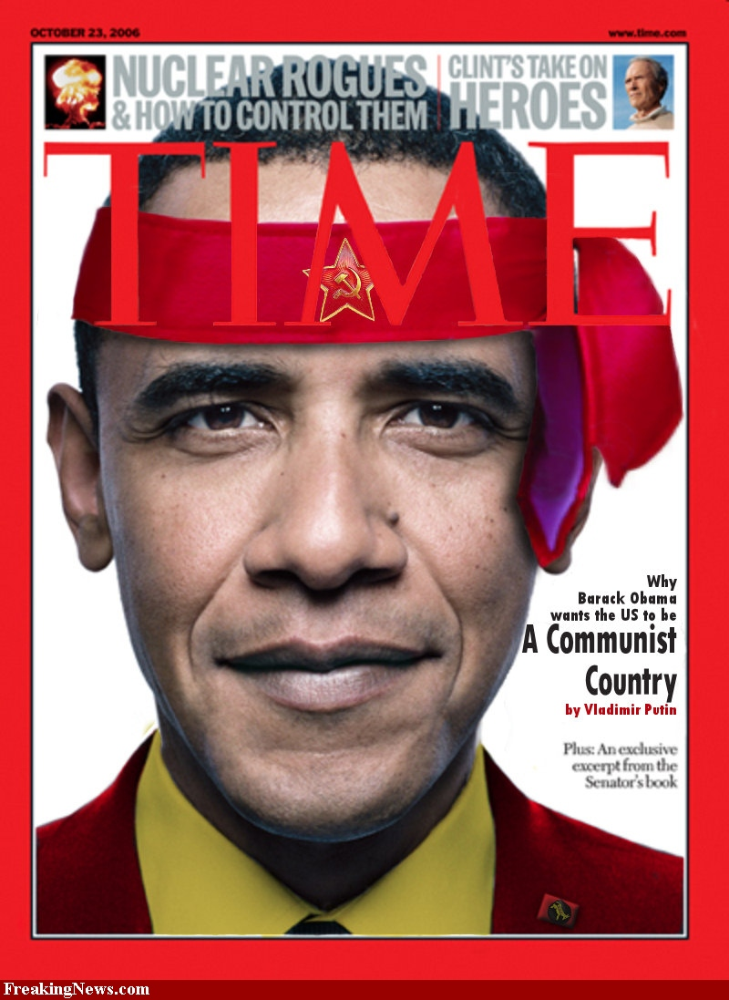 OCTOBER 23, 2006
www.time.com
NUCLEAR ROGUES
& HOW TO CONTROL THEM
CLINT'S TAKE ON
HEROES
TIME
Why
Barack Obama
wants the US to be
A Communist
Country
by Vladimir Putin
Plus: An exclusive
excerpt from the
Senator's book
FreakingNews.com